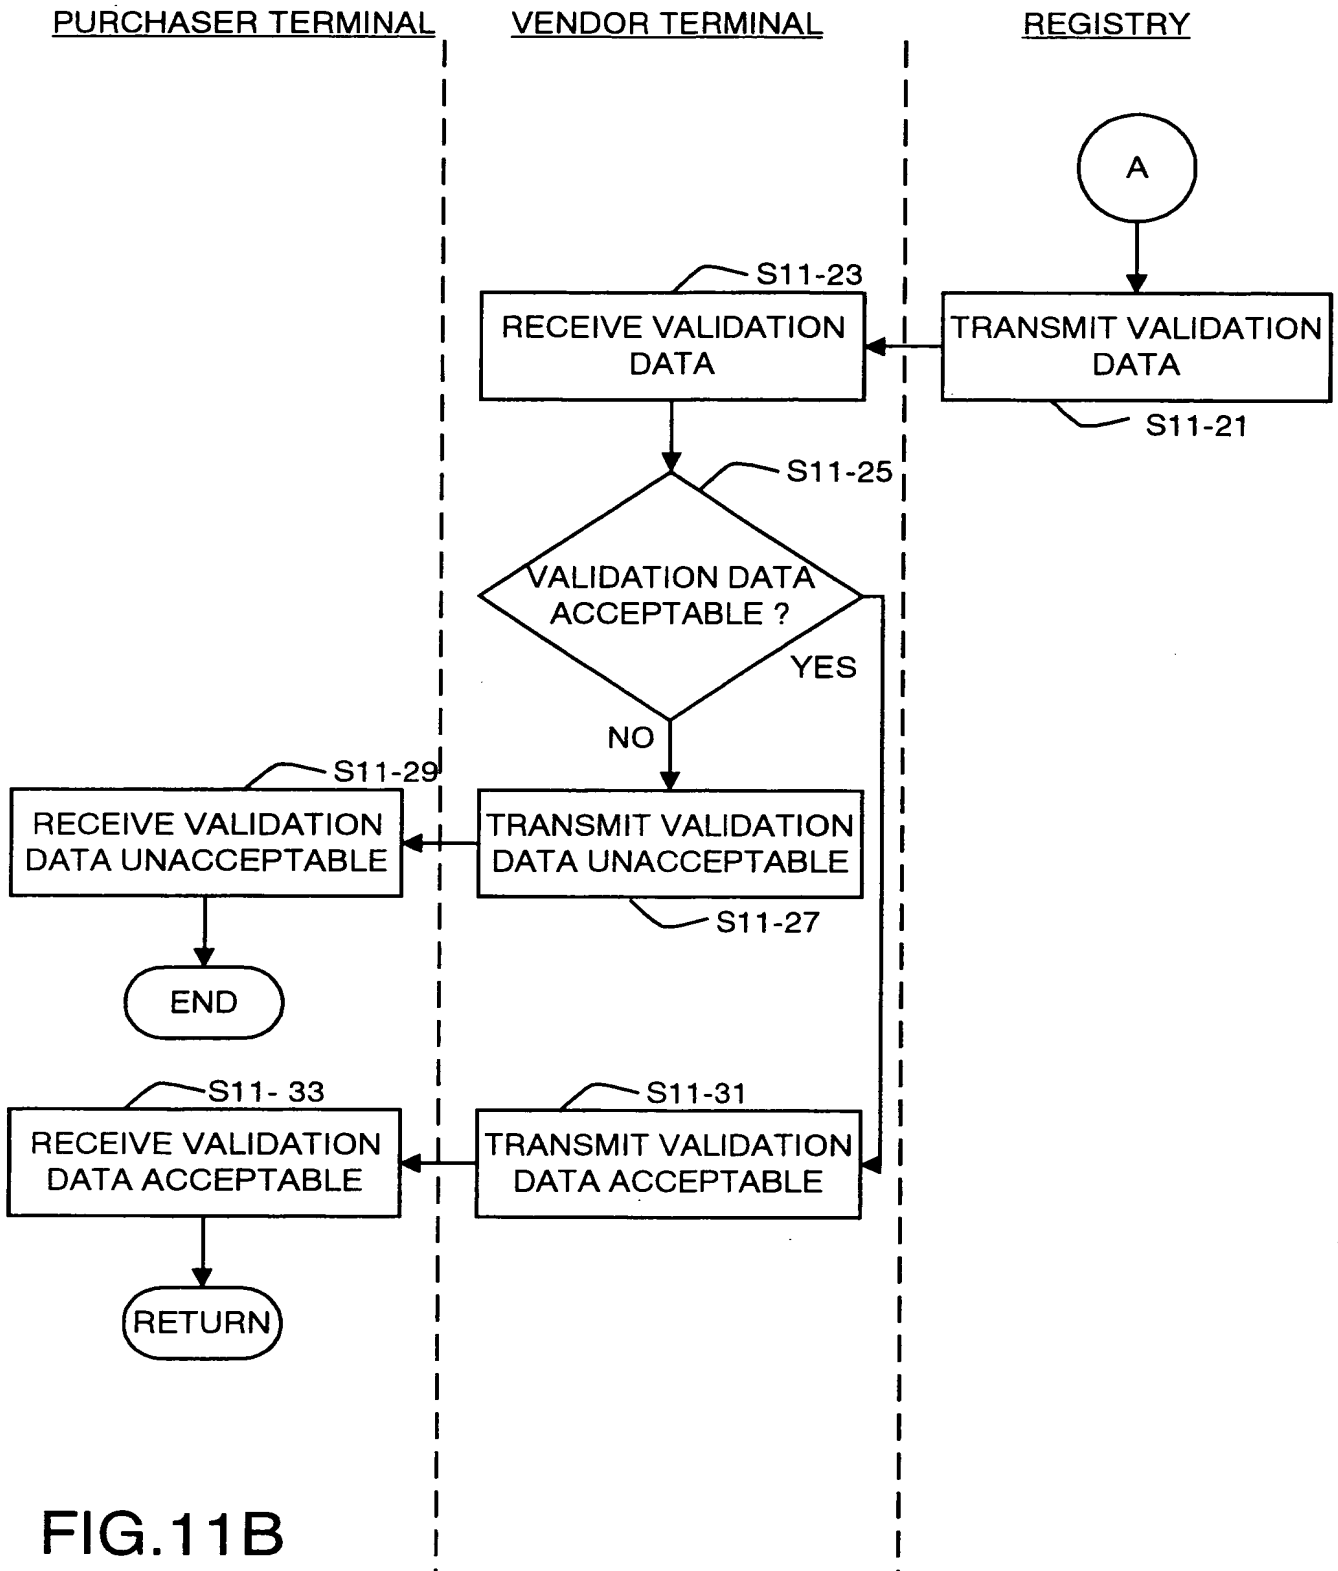 PURCHASER TERMINAL
VENDOR TERMINAL
REGISTRY
A
S11-23
RECEIVE VALIDATION
DATA
TRANSMIT VALIDATION
DATA
S11-21
S11-25
VALIDATION DATA
ACCEPTABLE ?
YES
NO
S11-29
RECEIVE VALIDATION
DATA UNACCEPTABLE
TRANSMIT VALIDATION
DATA UNACCEPTABLE
S11-27
END
S11- 33
RECEIVE VALIDATION
DATA ACCEPTABLE
S11-31
TRANSMIT VALIDATION
DATA ACCEPTABLE
RETURN
FIG.11B